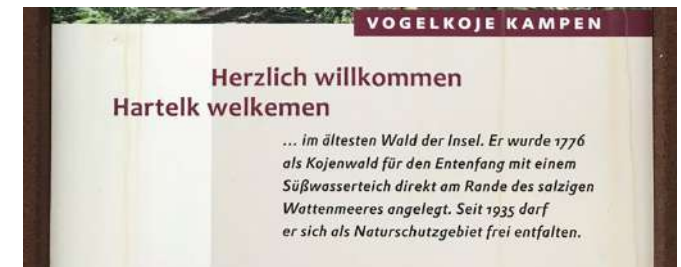 VOGELKOJE KAMPEN
Herzlich willkommen
Hartelk welkemen
... im ältesten Wald der Insel. Er wurde 1776
als Kojenwald für den Entenfang mit einem
Süßwasserteich direkt am Rande des salzigen
Wattenmeeres angelegt. Seit 1935 darf
er sich als Naturschutzgebiet frei entfalten.